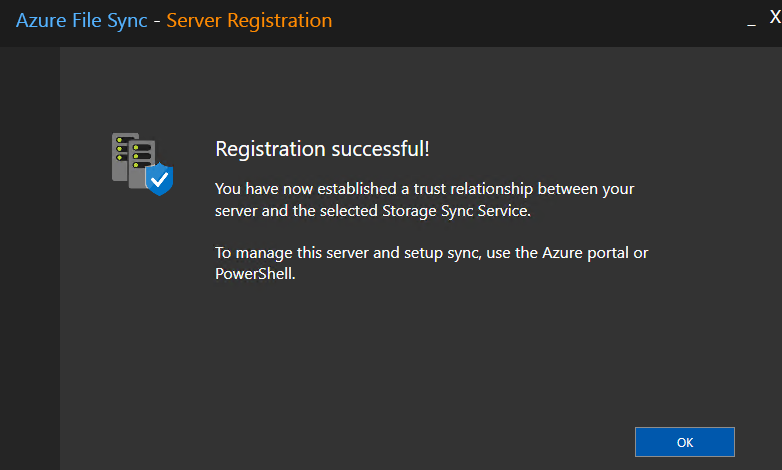 Azure File Sync - Server Registration
_ X
Registration successful!
You have now established a trust relationship between your
server and the selected Storage Sync Service.
To manage this server and setup sync, use the Azure portal or
PowerShell.
OK